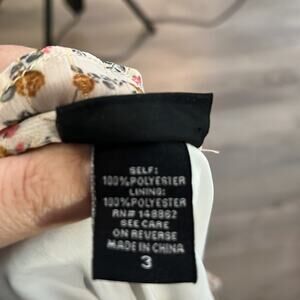 SELF:
100% POLYESTER
LINING:
100% POLYESTER
RN# 148862
SEE CARE
ON REVERSE
MADE IN CHINA
3